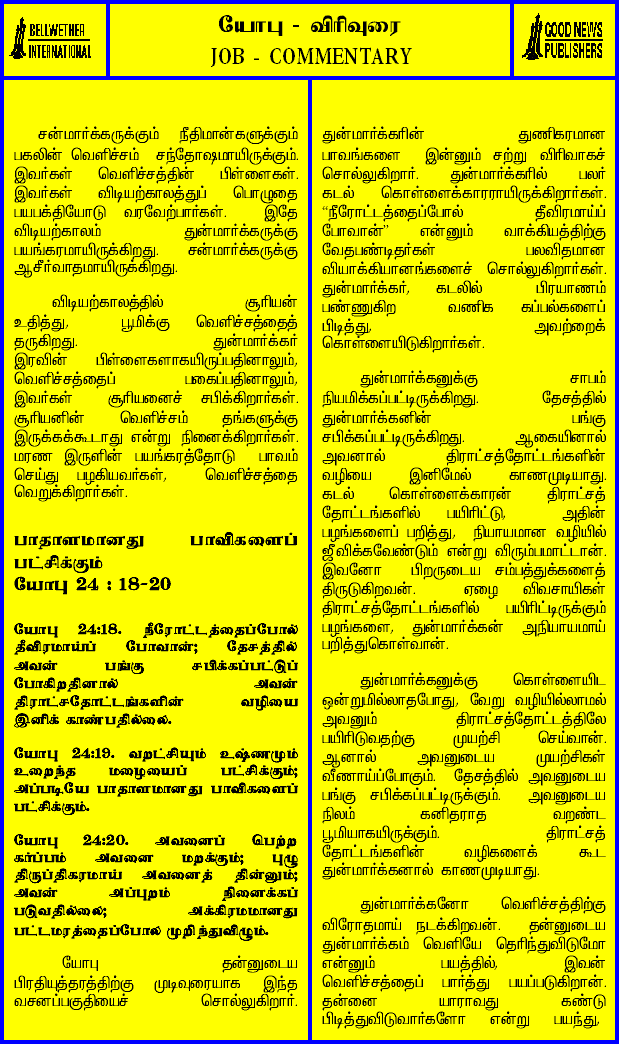 BELLWETHER
INTERNATIONAL
யோபு - விரிவுரை
JOB - COMMENTARY
GOOD NEWS
PUBLISHERS
சன்மார்க்கருக்கும் நீதிமான்களுக்கும்
பகலின் வெளிச்சம் சந்தோஷமாயிருக்கும்.
இவர்கள் வெளிச்சத்தின் பிள்ளைகள்.
இவர்கள் விடியற்காலத்துப் பொழுதை
பயபக்தியோடு வரவேற்பார்கள். இதே
விடியற்காலம் துன்மார்க்கருக்கு
பயங்கரமாயிருக்கிறது. சன்மார்க்கருக்கு
ஆசீர்வாதமாயிருக்கிறது.
விடியற்காலத்தில் சூரியன்
உதித்து, பூமிக்கு வெளிச்சத்தைத்
தருகிறது. துன்மார்க்கர்
இரவின் பிள்ளைகளாகயிருப்பதினாலும்,
வெளிச்சத்தைப் பகைப்பதினாலும்,
இவர்கள் சூரியனைச் சபிக்கிறார்கள்.
சூரியனின் வெளிச்சம் தங்களுக்கு
இருக்கக்கூடாது என்று நினைக்கிறார்கள்.
மரண இருளின் பயங்கரத்தோடு பாவம்
செய்து பழகியவர்கள், வெளிச்சத்தை
வெறுக்கிறார்கள்.
பாதாளமானது பாவிகளைப்
பட்சிக்கும்
யோபு 24 : 18-20
யோபு 24:18. நீரோட்டத்தைப்போல்
தீவிரமாய்ப் போவான்; தேசத்தில்
அவன் பங்கு சபிக்கப்பட்டுப்
போகிறதினால் அவன்
திராட்சதோட்டங்களின் வழியை
இனிக் காண்பதில்லை.
யோபு 24:19. வறட்சியும் உஷ்ணமும்
உறைந்த மழையைப் பட்சிக்கும்;
அப்படியே பாதாளமானது பாவிகளைப்
பட்சிக்கும்.
யோபு 24:20. அவனைப் பெற்ற
கர்ப்பம் அவனை மறக்கும்; புழு
திருப்திகரமாய் அவனைத் தின்னும்;
அவன் அப்புறம் நினைக்கப்
படுவதில்லை; அக்கிரமமானது
பட்டமரத்தைப்போல் முறிந்துவிழும்.
யோபு தன்னுடைய
பிரதியுத்தரத்திற்கு முடிவுரையாக இந்த
வசனப்பகுதியைச் சொல்லுகிறார்.
துன்மார்க்கரின் துணிகரமான
பாவங்களை இன்னும் சற்று விரிவாகச்
சொல்லுகிறார். துன்மார்க்கரில் பலர்
கடல் கொள்ளைக்காரராயிருக்கிறார்கள்.
“நீரோட்டத்தைப்போல் தீவிரமாய்ப்
போவான்” என்னும் வாக்கியத்திற்கு
வேதபண்டிதர்கள் பலவிதமான
வியாக்கியானங்களைச் சொல்லுகிறார்கள்.
துன்மார்க்கர், கடலில் பிரயாணம்
பண்ணுகிற வணிக கப்பல்களைப்
பிடித்து, அவற்றைக்
கொள்ளையிடுகிறார்கள்.
துன்மார்க்கனுக்கு சாபம்
நியமிக்கப்பட்டிருக்கிறது. தேசத்தில்
துன்மார்க்கனின் பங்கு
சபிக்கப்பட்டிருக்கிறது. ஆகையினால்
அவனால் திராட்சத்தோட்டங்களின்
வழியை இனிமேல் காணமுடியாது.
கடல் கொள்ளைக்காரன் திராட்சத்
தோட்டங்களில் பயிரிட்டு, அதின்
பழங்களைப் பறித்து, நியாயமான வழியில்
ஜீவிக்கவேண்டும் என்று விரும்பமாட்டான்.
இவனோ பிறருடைய சம்பத்துக்களைத்
திருடுகிறவன். ஏழை விவசாயிகள்
திராட்சத்தோட்டங்களில் பயிரிட்டிருக்கும்
பழங்களை, துன்மார்க்கன் அநியாயமாய்
பறித்துகொள்வான்.
துன்மார்க்கனுக்கு கொள்ளையிட
ஒன்றுமில்லாதபோது, வேறு வழியில்லாமல்
அவனும் திராட்சத்தோட்டத்திலே
பயிரிடுவதற்கு முயற்சி செய்வான்.
ஆனால் அவனுடைய முயற்சிகள்
வீணாய்ப்போகும். தேசத்தில் அவனுடைய
பங்கு சபிக்கப்பட்டிருக்கும். அவனுடைய
நிலம் கனிதராத வறண்ட
பூமியாகயிருக்கும். திராட்சத்
தோட்டங்களின் வழிகளைக் கூட
துன்மார்க்கனால் காணமுடியாது.
துன்மார்க்கனோ வெளிச்சத்திற்கு
விரோதமாய் நடக்கிறவன். தன்னுடைய
துன்மார்க்கம் வெளியே தெரிந்துவிடுமோ
என்னும் பயத்தில், இவன்
வெளிச்சத்தைப் பார்த்து பயப்படுகிறான்.
தன்னை யாராவது கண்டு
பிடித்துவிடுவார்களோ என்று பயந்து,